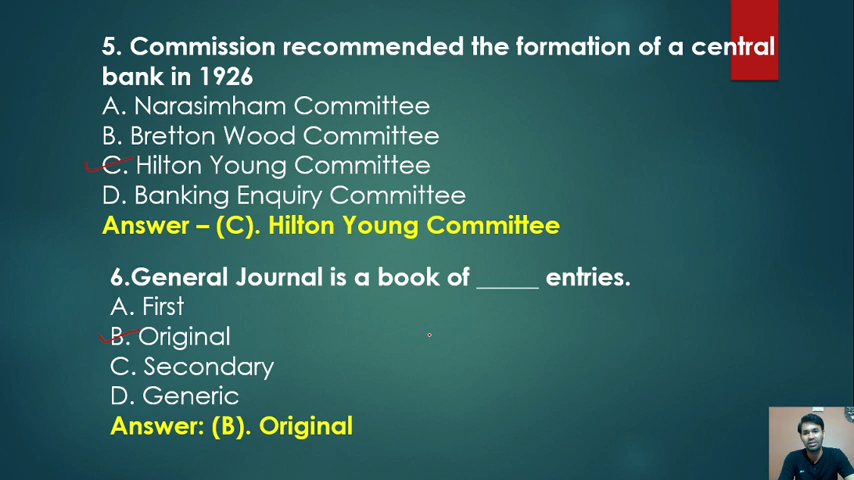 5. Commission recommended the formation of a central
bank in 1926
A. Narasimham Committee
B. Bretton Wood Committee
C. Hilton Young Committee
D. Banking Enquiry Committee
Answer – (C). Hilton Young Committee
6.General Journal is a book of _____ entries.
A. First
B. Original
C. Secondary
D. Generic
Answer: (B). Original